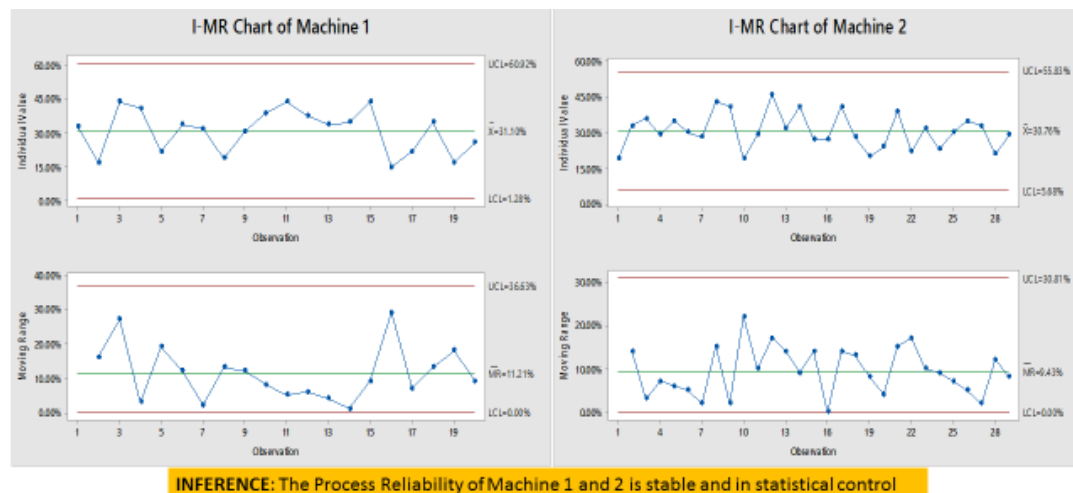 I-MR Chart of Machine 1
60.00%
45.00%
30.00%
15.00%
0.00%
Individual Value
UCL=60.92%
X=31.10%
LCL=1.28%
1 3 5 7 9 11 13 15 17 19
Observation
40.00%
30.00%
20.00%
10.00%
0.00%
Moving Range
UCL=36.63%
MR=11.21%
LCL=0.00%
1 3 5 7 9 11 13 15 17 19
Observation
I-MR Chart of Machine 2
60.00%
45.00%
30.00%
15.00%
0.00%
Individual Value
UCL=55.83%
X=30.76%
LCL=5.68%
1 4 7 10 13 16 19 22 25 28
Observation
30.00%
20.00%
10.00%
0.00%
Moving Range
UCL=30.81%
MR=9.43%
LCL=0.00%
1 4 7 10 13 16 19 22 25 28
Observation
INFERENCE: The Process Reliability of Machine 1 and 2 is stable and in statistical control